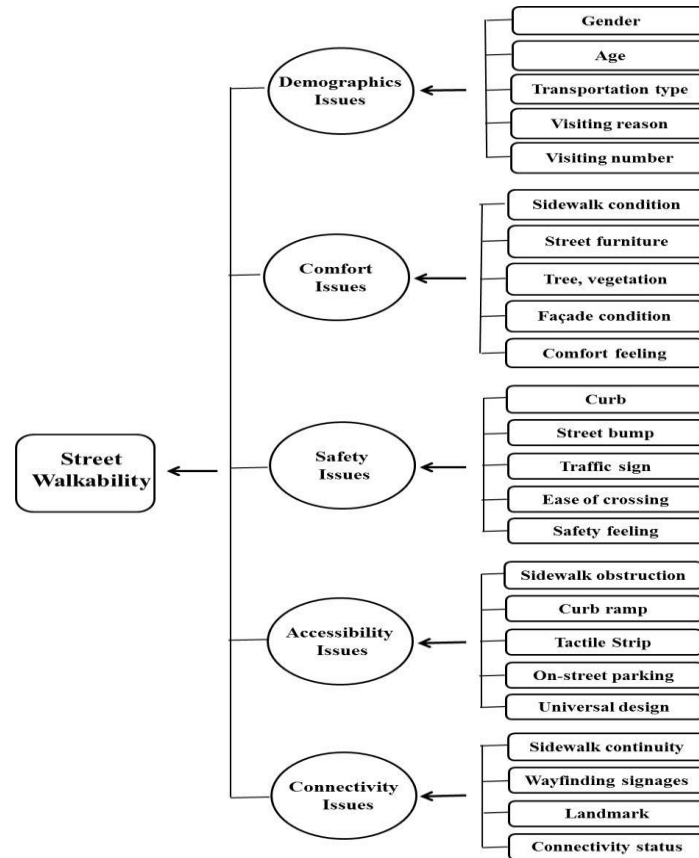 Street
Walkability
Demographics
Issues
Gender
Age
Transportation type
Visiting reason
Visiting number
Comfort
Issues
Sidewalk condition
Street furniture
Tree, vegetation
Façade condition
Comfort feeling
Safety
Issues
Curb
Street bump
Traffic sign
Ease of crossing
Safety feeling
Accessibility
Issues
Sidewalk obstruction
Curb ramp
Tactile Strip
On-street parking
Universal design
Connectivity
Issues
Sidewalk continuity
Wayfinding signages
Landmark
Connectivity status